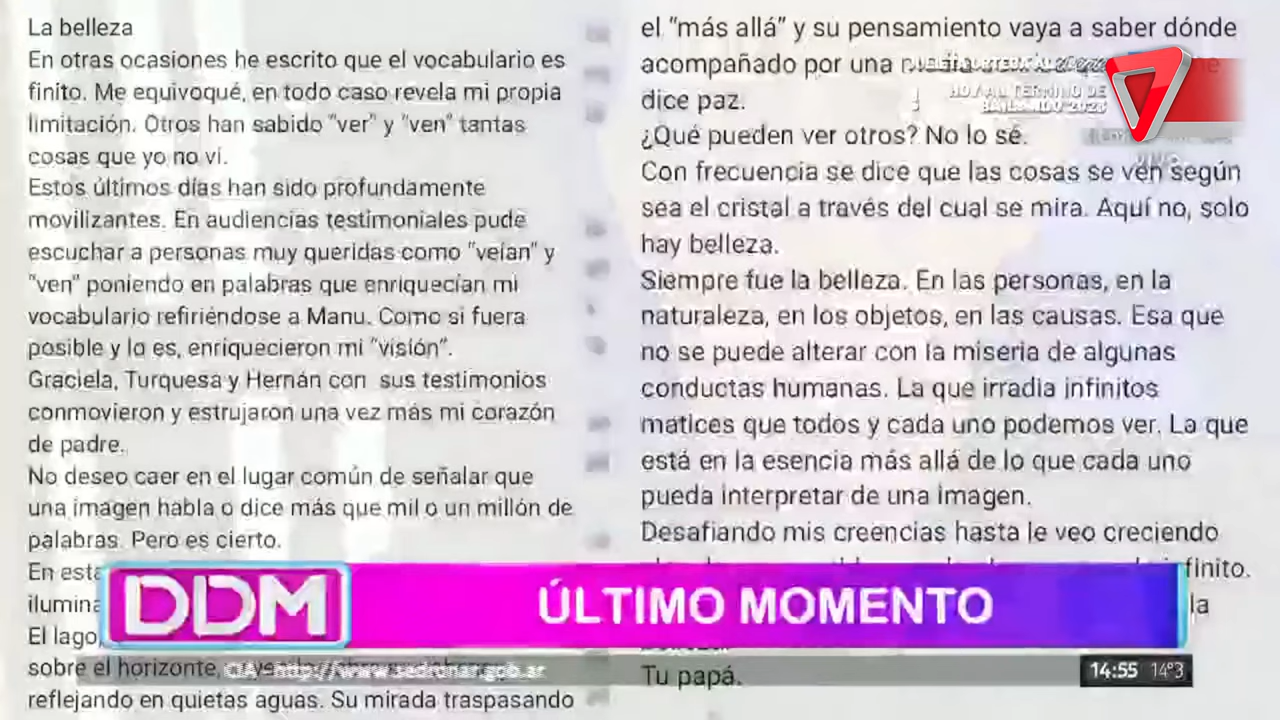 La belleza
En otras ocasiones he escrito que el vocabulario es
finito. Me equivoqué, en todo caso revela mi propia
limitación. Otros han sabido "ver" y "ven" tantas
cosas que yo no ví.
Estos últimos días han sido profundamente
movilizantes. En audiencias testimoniales pude
escuchar a personas muy queridas como "veían" y
"ven" poniendo en palabras que enriquecían mi
vocabulario refiriéndose a Manu. Como si fuera
posible y lo es, enriquecieron mi "visión".
Graciela, Turquesa y Hernán con sus testimonios
conmovieron y estrujaron una vez más mi corazón
de padre.
No deseo caer en el lugar común de señalar que
una imagen habla o dice más que mil o un millón de
palabras. Pero es cierto.
En esta
ilumina
El lago,
sobre el horizonte,
reflejando en quietas aguas. Su mirada traspasando
el "más allá" y su pensamiento vaya a saber dónde
acompañado por una
dice paz.
¿Qué pueden ver otros? No lo sé.
Con frecuencia se dice que las cosas se ven según
sea el cristal a través del cual se mira. Aquí no, solo
hay belleza.
Siempre fue la belleza. En las personas, en la
naturaleza, en los objetos, en las causas. Esa que
no se puede alterar con la miseria de algunas
conductas humanas. La que irradia infinitos
matices que todos y cada uno podemos ver. La que
está en la esencia más allá de lo que cada uno
pueda interpretar de una imagen.
Desafiando mis creencias hasta le veo creciendo
finito.
la
Tu papá.
HOY AL TERMINO DE
BAILANDO 2023
VIVO
DDM
ÚLTIMO MOMENTO
14:55 14°3